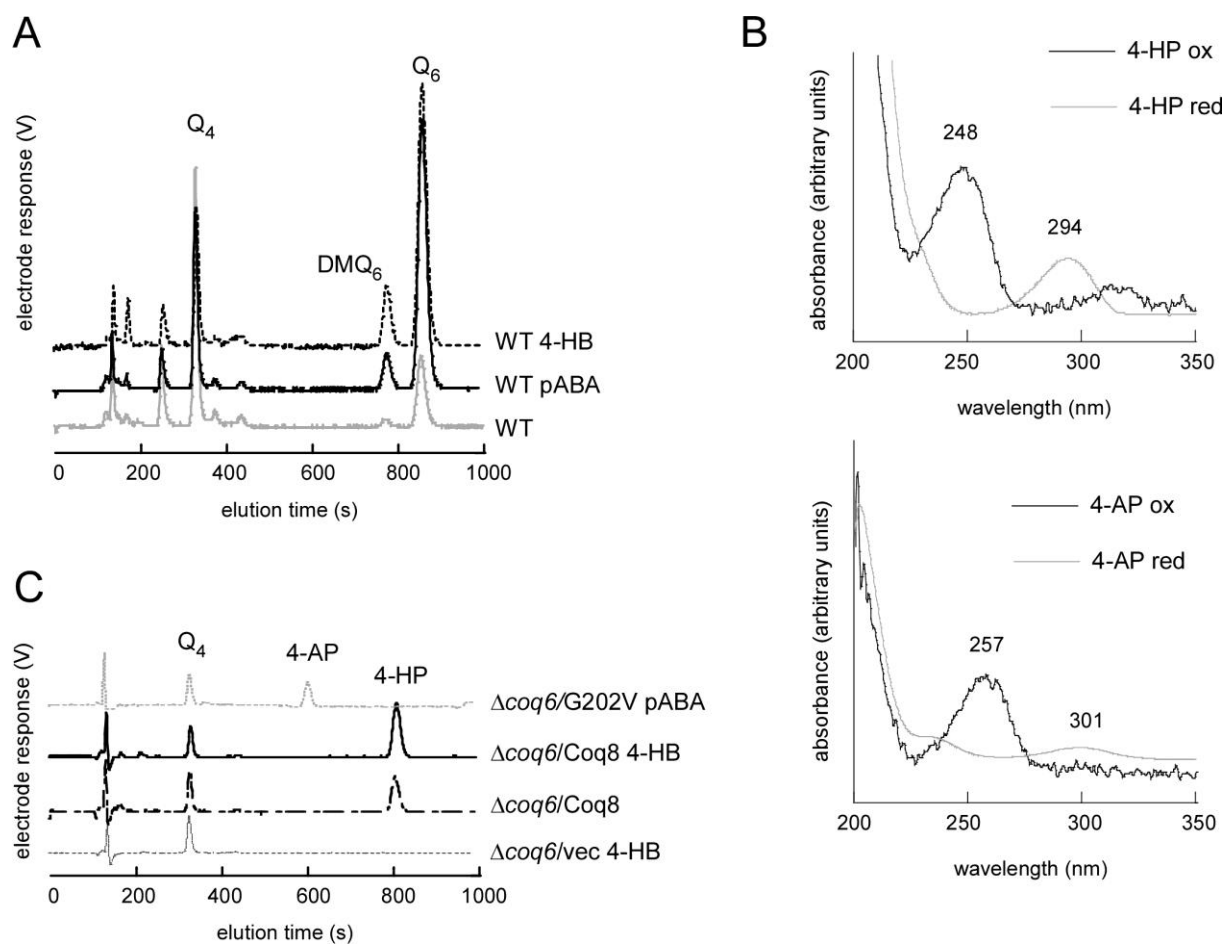 A
electrode response (V)
Q4
DMQ6
Q6
WT 4-HB
WT pABA
WT
0 200 400 600 800 1000
elution time (s)
B
absorbance (arbitrary units)
4-HP ox
4-HP red
248
294
200 250 300 350
wavelength (nm)
absorbance (arbitrary units)
4-AP ox
4-AP red
257
301
200 250 300 350
wavelength (nm)
C
electrode response (V)
Q4
4-AP
4-HP
Δcoq6/G202V pABA
Δcoq6/Coq8 4-HB
Δcoq6/Coq8
Δcoq6/vec 4-HB
0 200 400 600 800 1000
elution time (s)